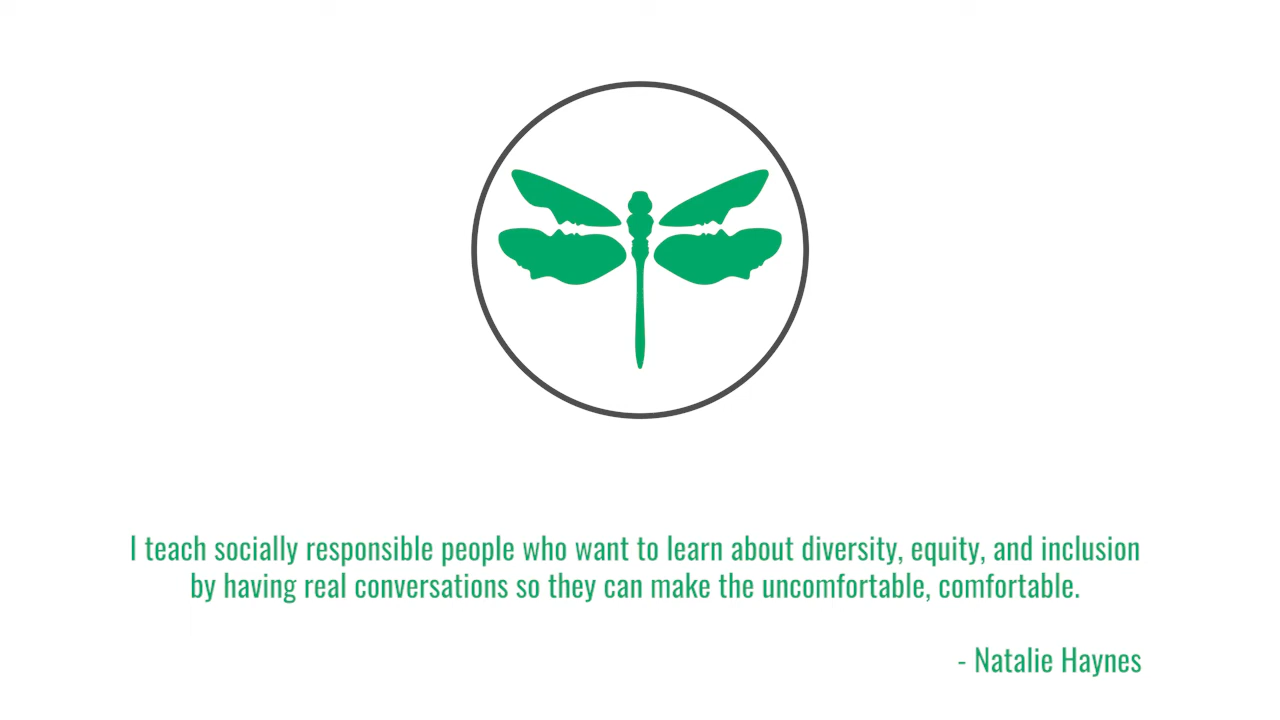 I teach socially responsible people who want to learn about diversity, equity, and inclusion
by having real conversations so they can make the uncomfortable, comfortable.
- Natalie Haynes